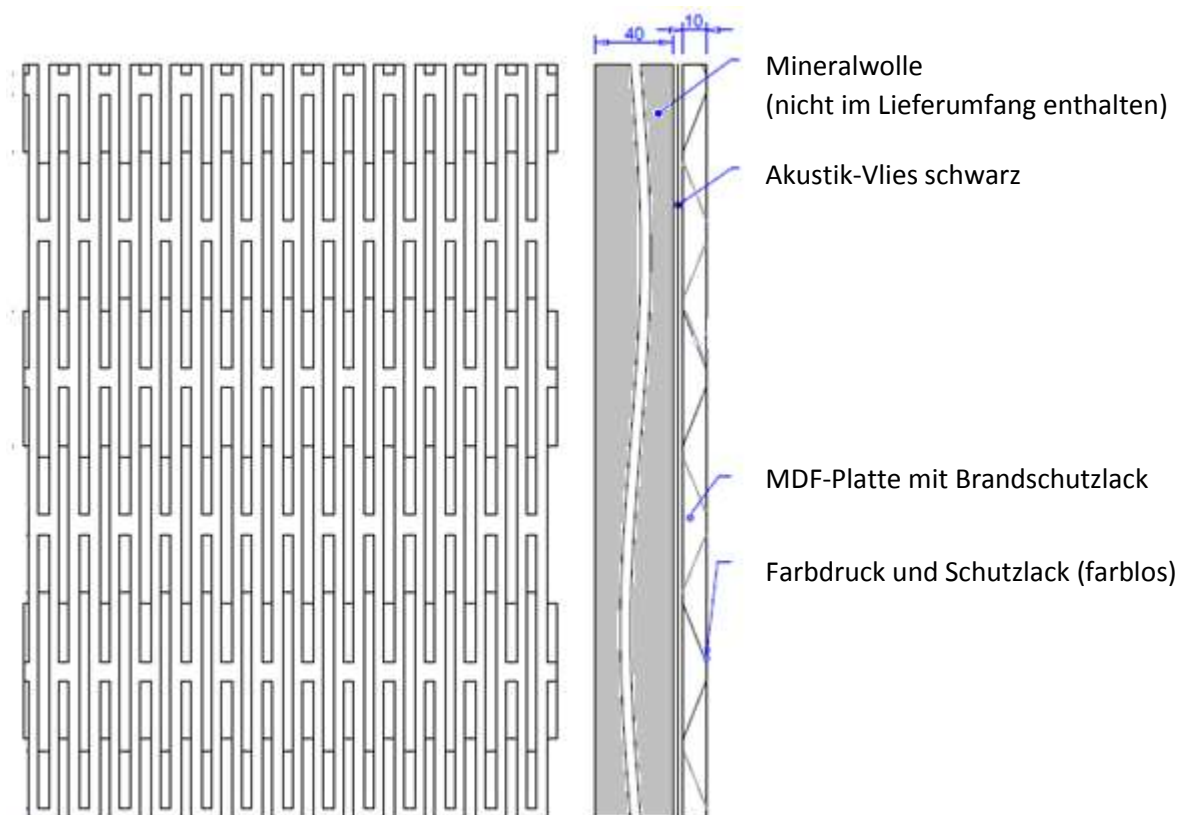 40 10
Mineralwolle
(nicht im Lieferumfang enthalten)
Akustik-Vlies schwarz
MDF-Platte mit Brandschutzlack
Farbdruck und Schutzlack (farblos)